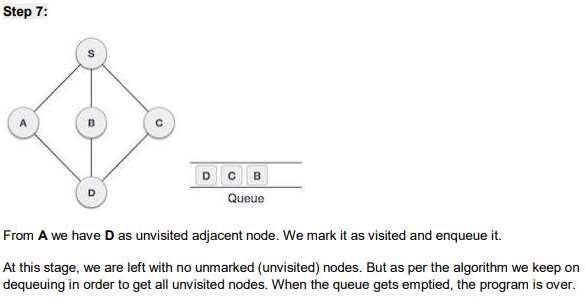 Step 7:
S
A
B
C
D
D C B
Queue
From A we have D as unvisited adjacent node. We mark it as visited and enqueue it.
At this stage, we are left with no unmarked (unvisited) nodes. But as per the algorithm we keep on
dequeuing in order to get all unvisited nodes. When the queue gets emptied, the program is over.